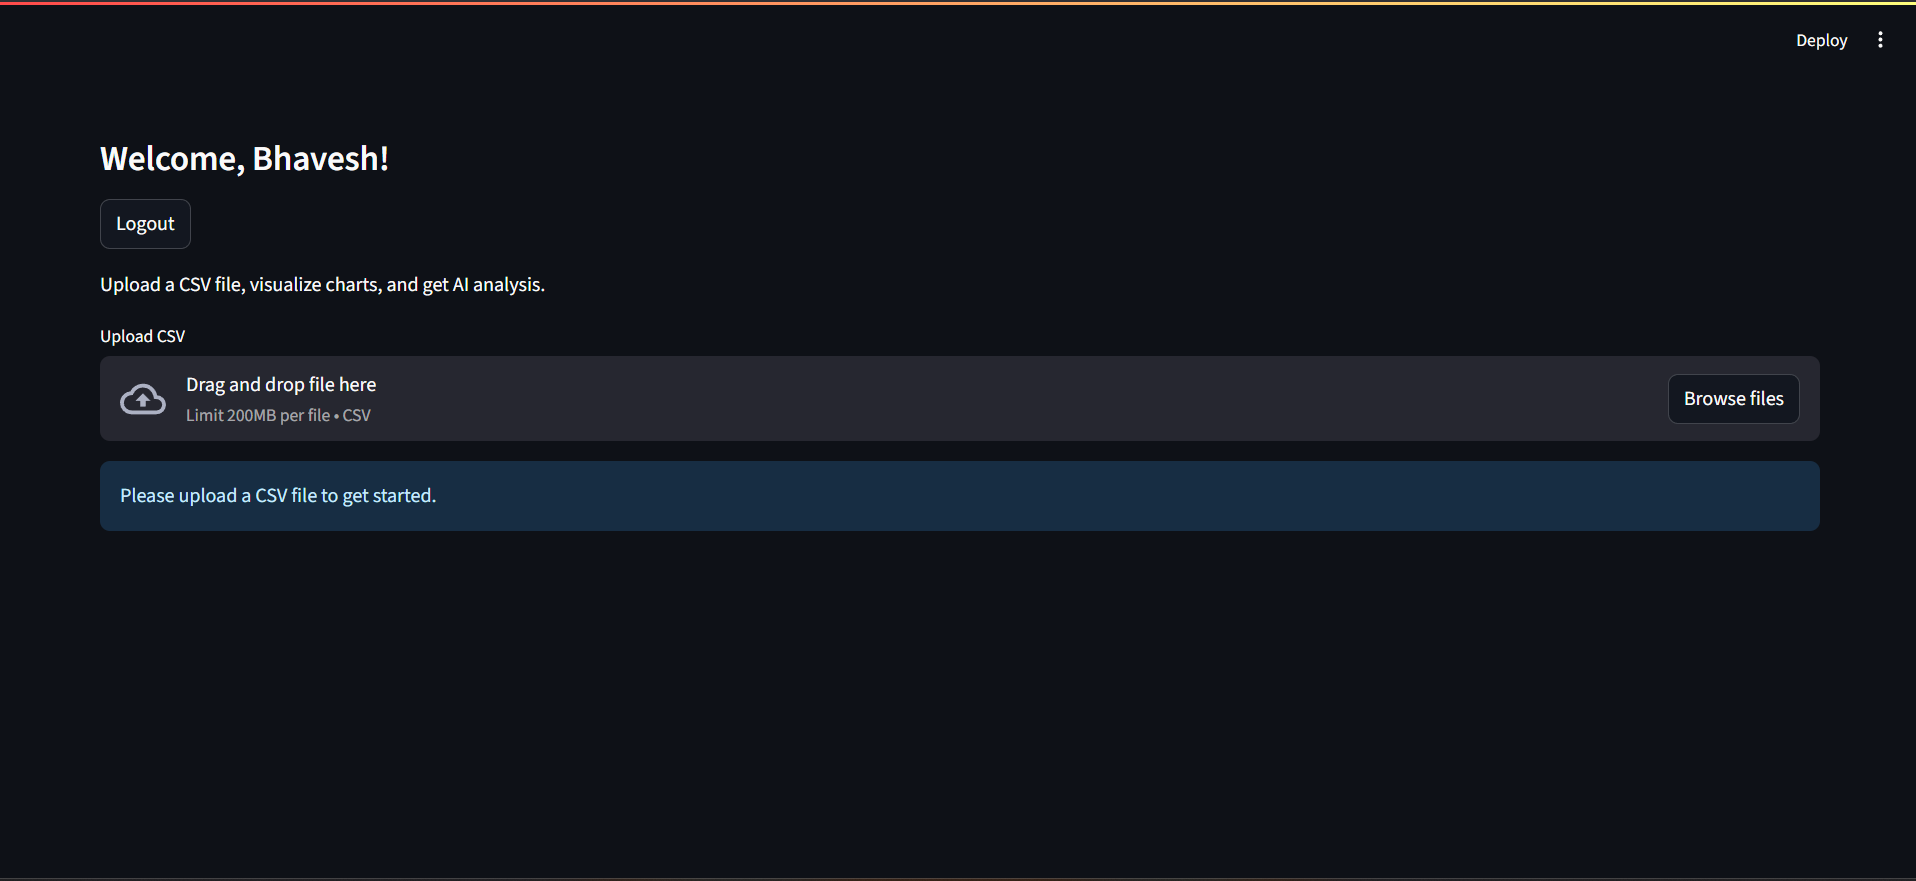 Deploy
Welcome, Bhavesh!
Logout
Upload a CSV file, visualize charts, and get AI analysis.
Upload CSV
Drag and drop file here
Limit 200MB per file • CSV
Browse files
Please upload a CSV file to get started.